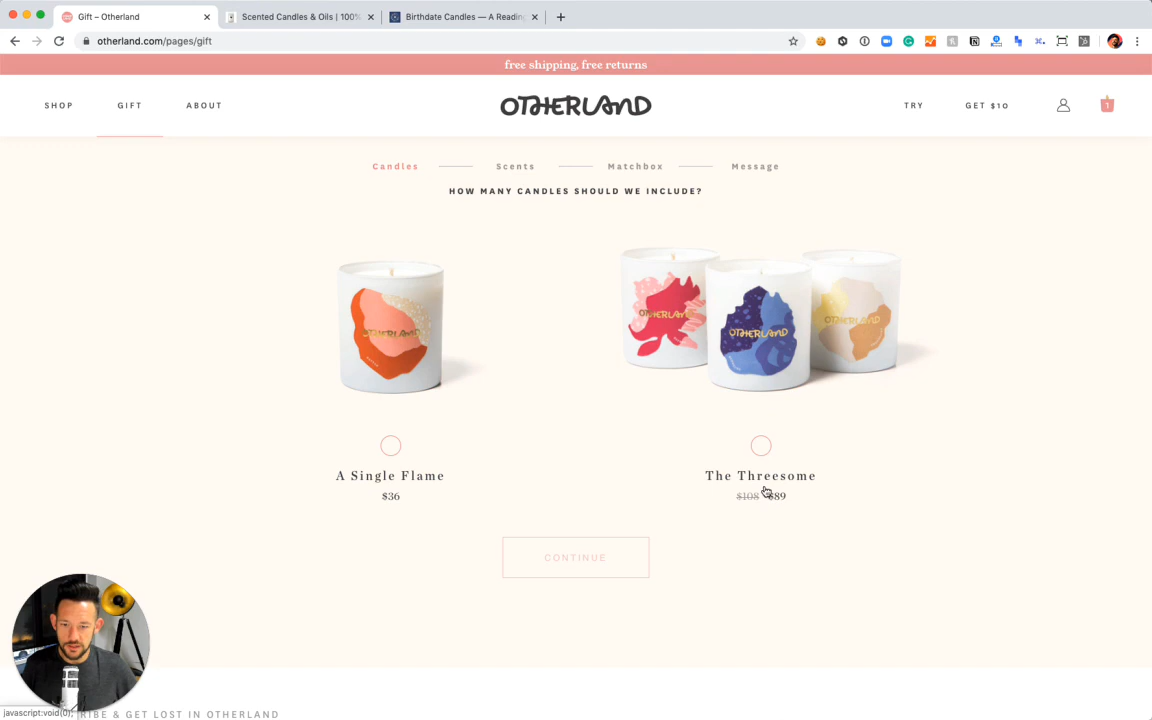 Gift – Otherland
Scented Candles & Oils | 100%
Birthdate Candles — A Reading
otherland.com/pages/gift
free shipping, free returns
SHOP
GIFT
ABOUT
OTHERLAND
TRY
GET $10
1
Candles
Scents
Matchbox
Message
HOW MANY CANDLES SHOULD WE INCLUDE?
OTHERLAND
OTHERLAND
OTHERLAND
OTHERLAND
A Single Flame
The Threesome
$36
$108 $89
CONTINUE
javascript:void(0);
RIBE & GET LOST IN OTHERLAND